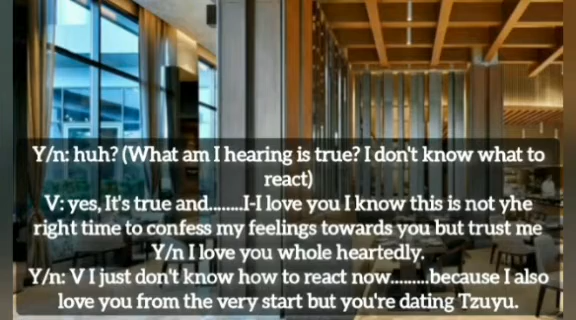 Y/n: huh? (What am I hearing is true? I don't know what to
react)
V: yes, It's true and........I-I love you I know this is not yhe
right time to confess my feelings towards you but trust me
Y/n I love you whole heartedly.
Y/n: V I just don't know how to react now.........because I also
love you from the very start but you're dating Tzuyu.